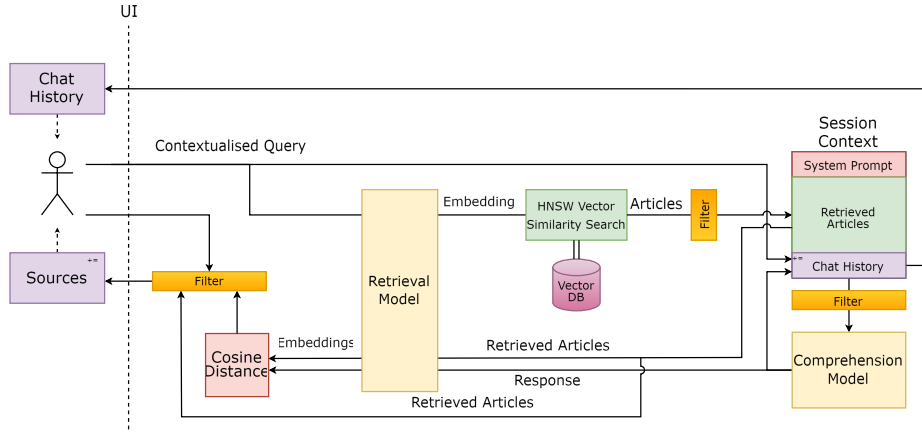 UI
Chat
History
Contextualised Query
Session
Context
System Prompt
Embedding
HNSW Vector
Similarity Search
Articles
Filter
Retrieved
Articles
+=
Sources
+=
Chat History
Filter
Retrieval
Model
Vector
DB
Filter
Embeddings
Retrieved Articles
Cosine
Distance
Response
Comprehension
Model
Retrieved Articles